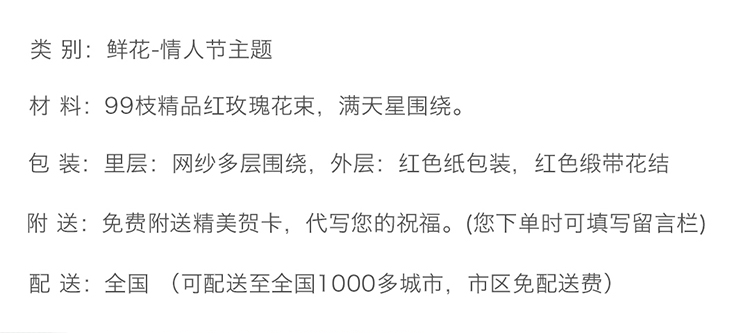 类 别：鲜花-情人节主题
材 料：99枝精品红玫瑰花束，满天星围绕。
包 装：里层：网纱多层围绕，外层：红色纸包装，红色缎带花结
附 送：免费附送精美贺卡，代写您的祝福。(您下单时可填写留言栏)
配 送：全国 （可配送至全国1000多城市，市区免配送费）